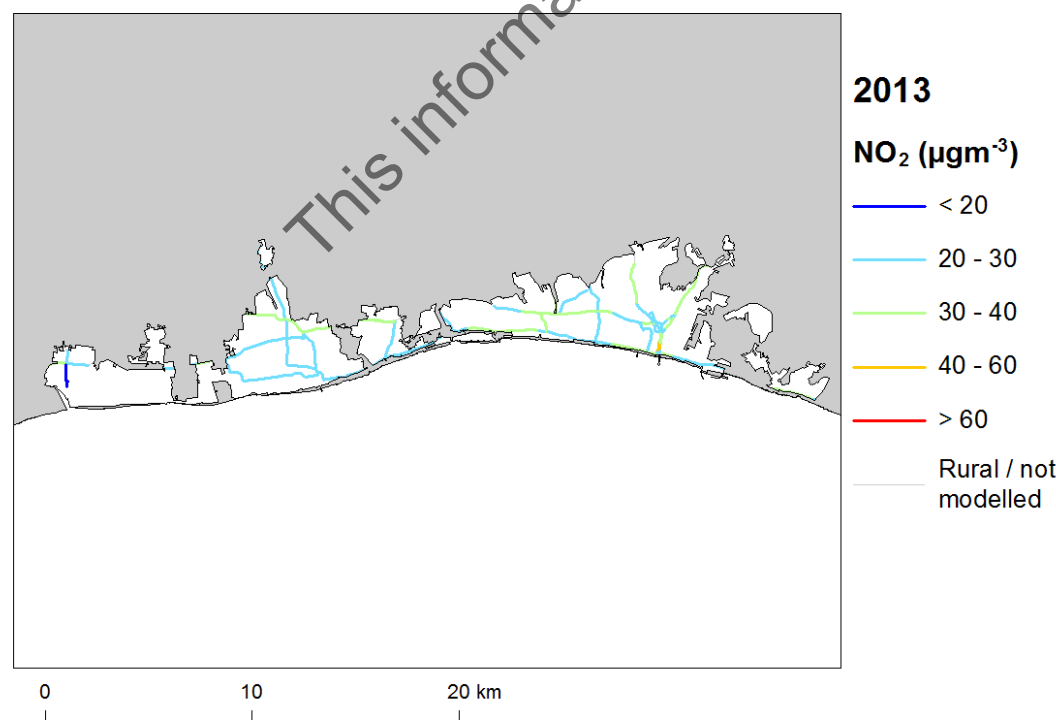 This informa
2013
NO₂ (µgm⁻³)
< 20
20 - 30
30 - 40
40 - 60
> 60
Rural / not
modelled
0 10 20 km